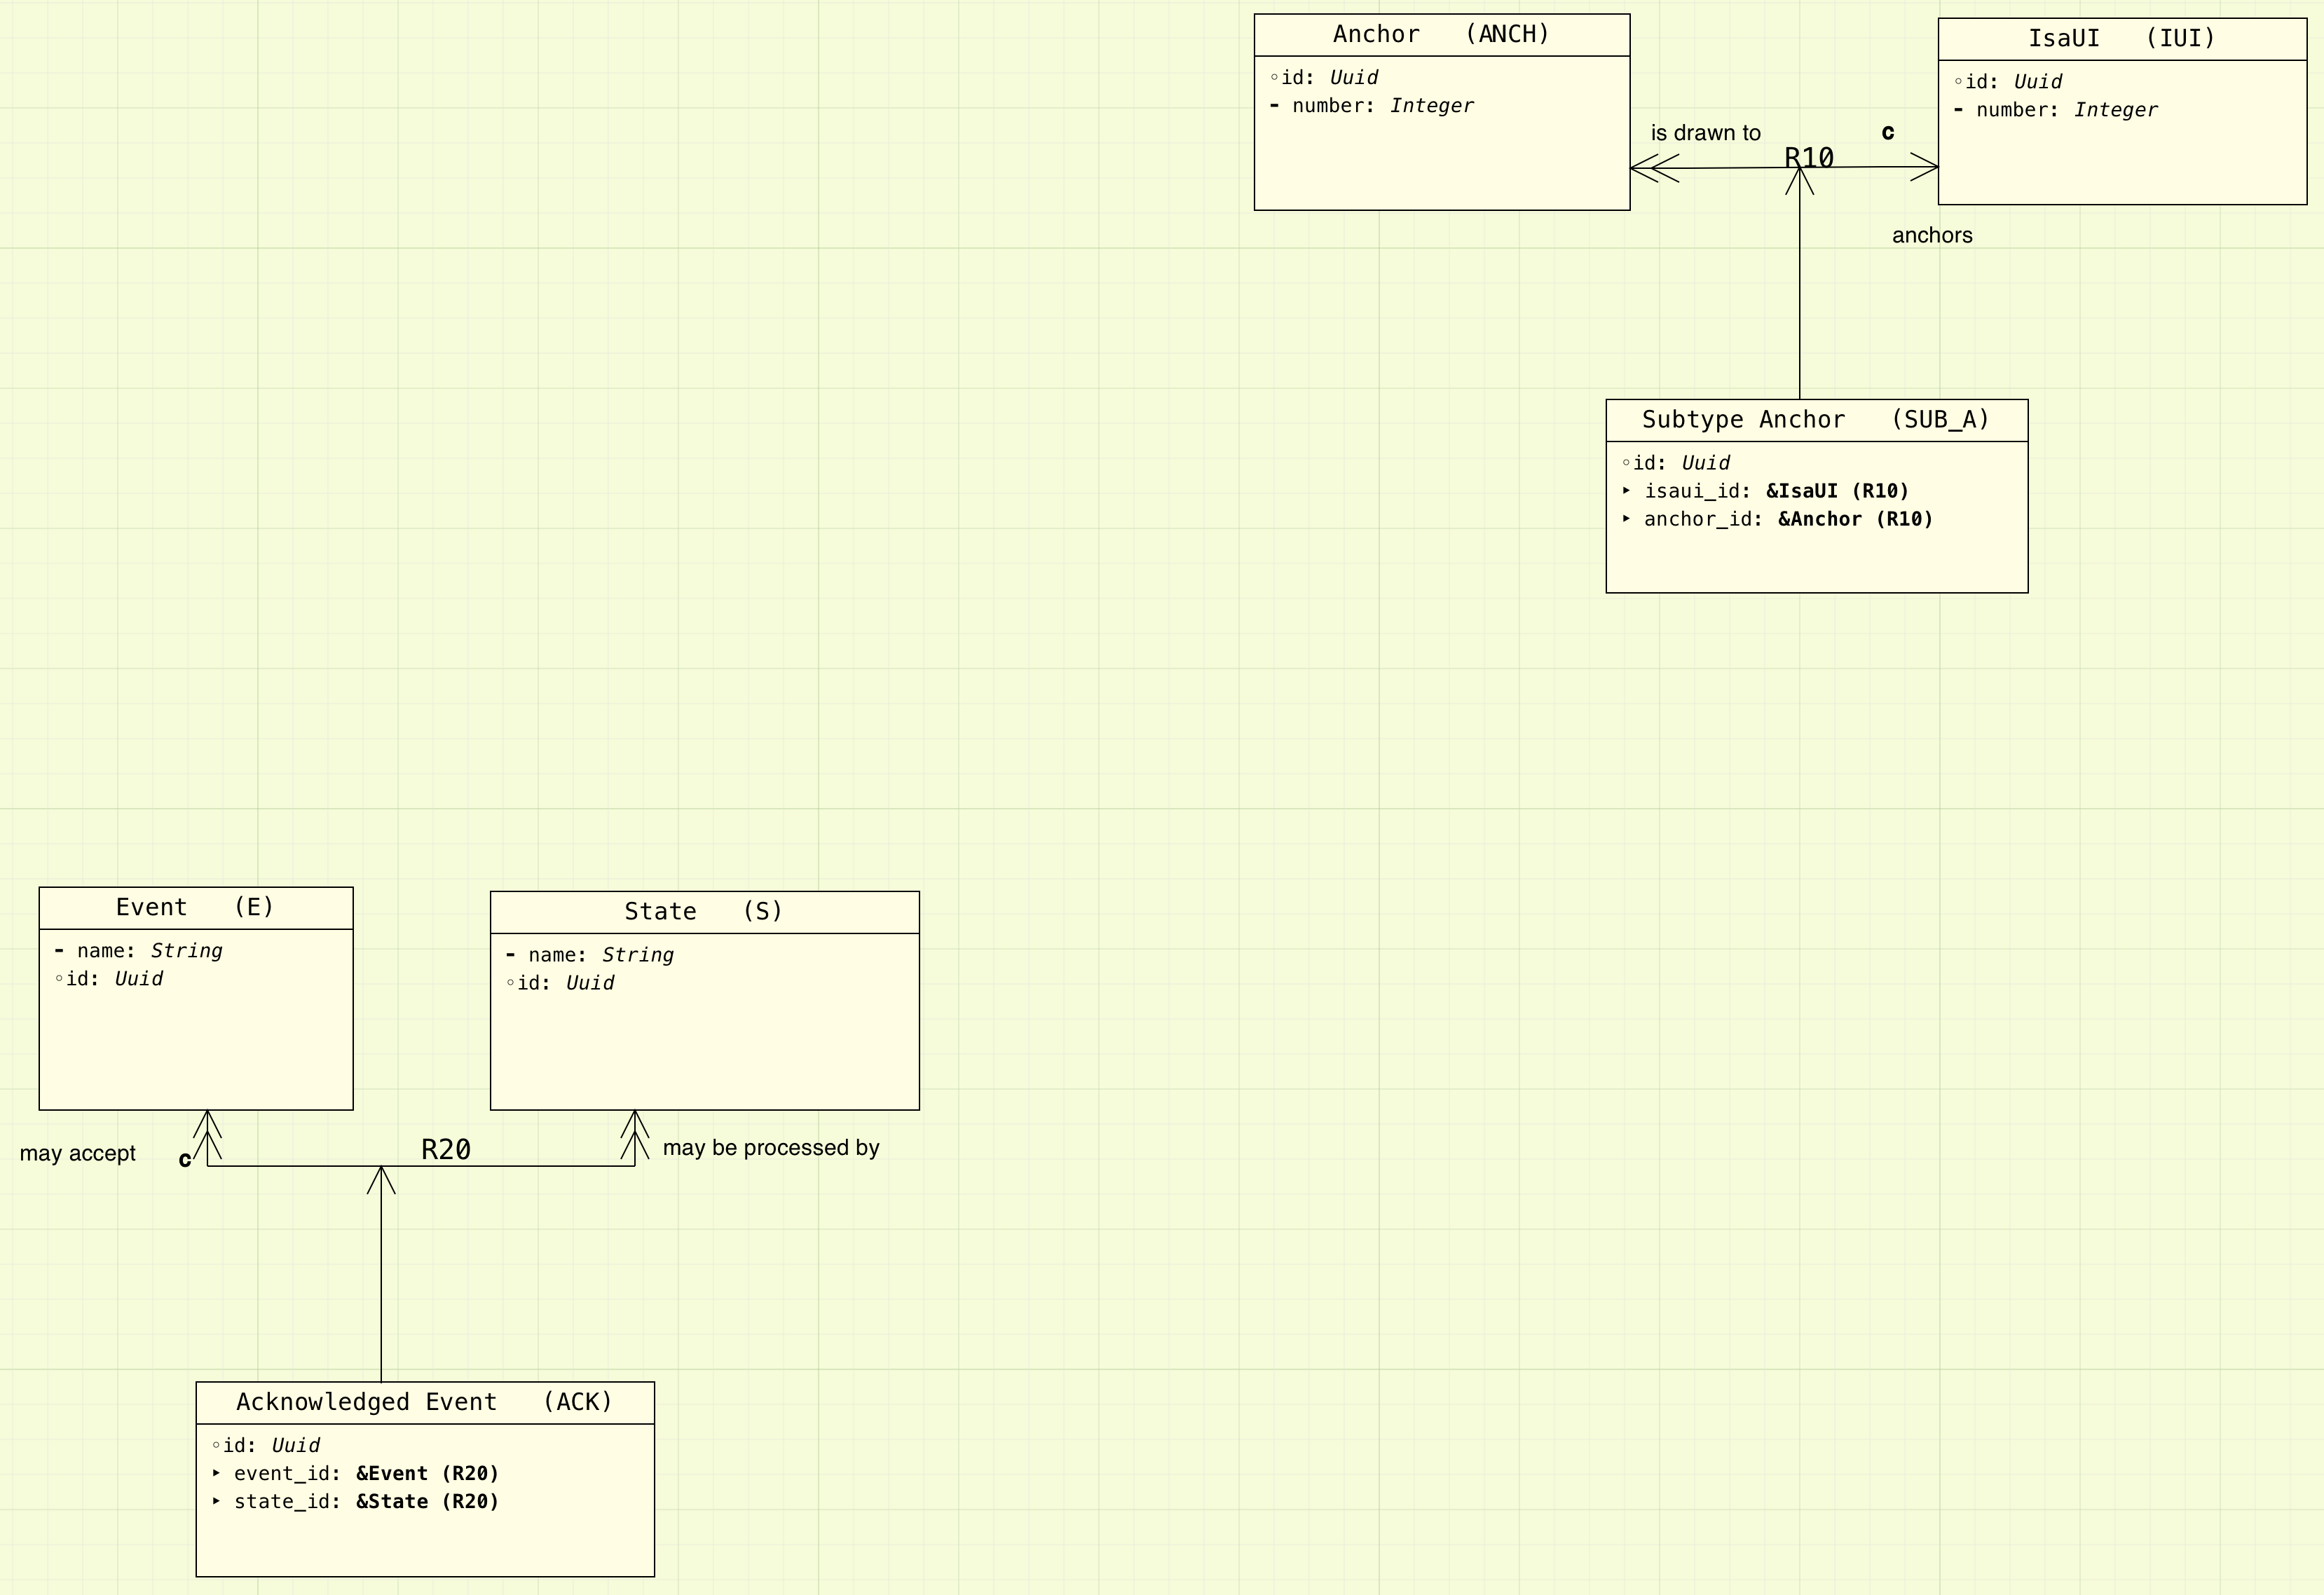 Anchor (ANCH)
◦id: Uuid
- number: Integer
IsaUI (IUI)
◦id: Uuid
- number: Integer
is drawn to
c
R10
anchors
Subtype Anchor (SUB_A)
◦id: Uuid
‣ isaui_id: &IsaUI (R10)
‣ anchor_id: &Anchor (R10)
Event (E)
- name: String
◦id: Uuid
State (S)
- name: String
◦id: Uuid
may accept
c
R20
may be processed by
Acknowledged Event (ACK)
◦id: Uuid
‣ event_id: &Event (R20)
‣ state_id: &State (R20)